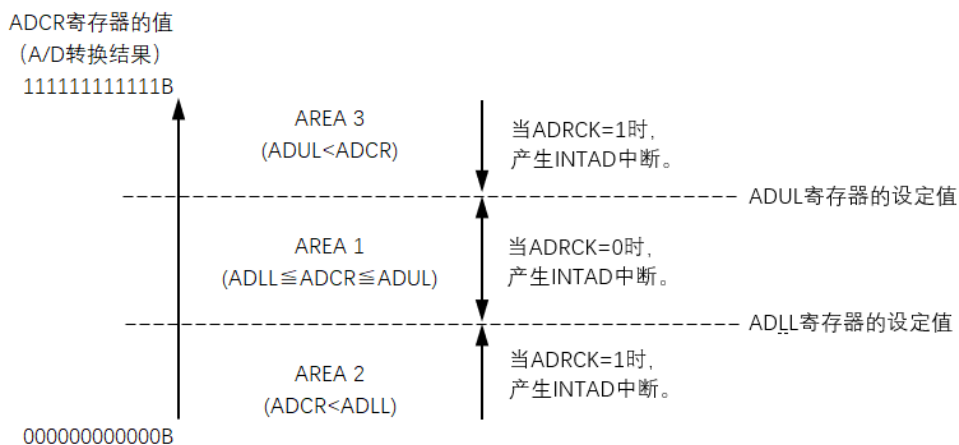 ADCR寄存器的值
（A/D转换结果）
111111111111B
AREA 3
(ADUL<ADCR)
当ADRCK=1时，
产生INTAD中断。
ADUL寄存器的设定值
AREA 1
(ADLL≦ADCR≦ADUL)
当ADRCK=0时，
产生INTAD中断。
ADLL寄存器的设定值
AREA 2
(ADCR<ADLL)
当ADRCK=1时，
产生INTAD中断。
000000000000B